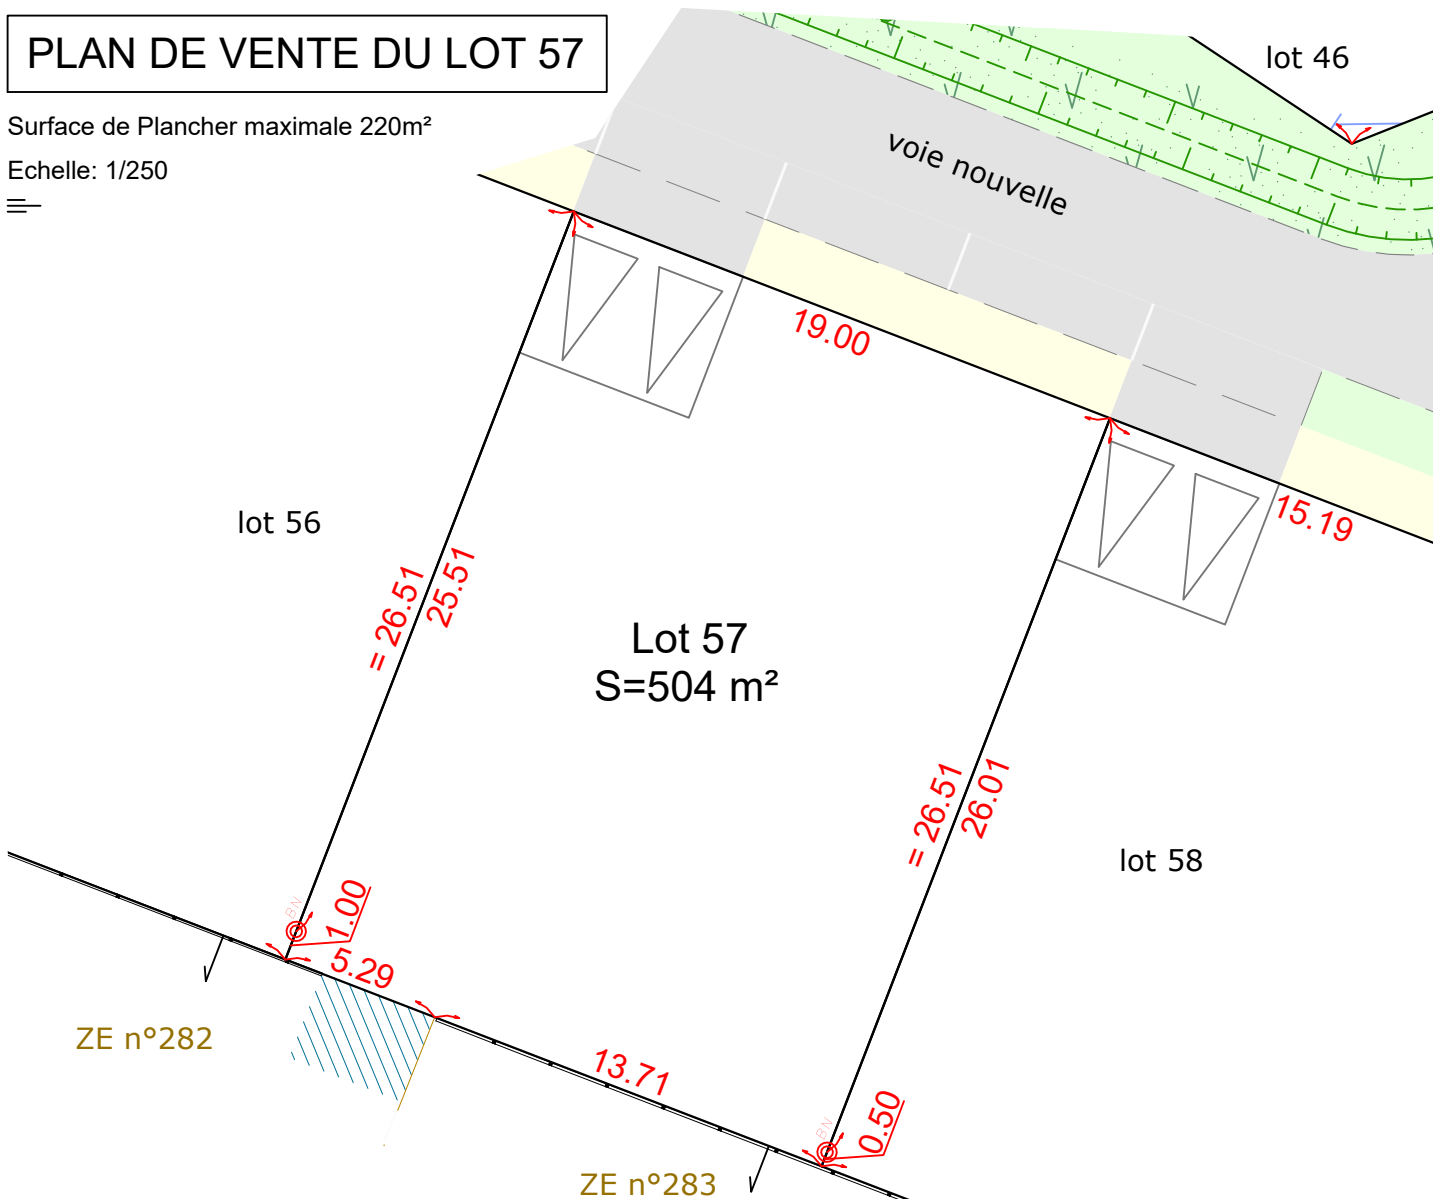 PLAN DE VENTE DU LOT 57
Surface de Plancher maximale 220m²
Echelle: 1/250
lot 46
voie nouvelle
19.00
15.19
lot 56
= 26.51
25.51
Lot 57
S=504 m²
= 26.51
26.01
lot 58
BN
1.00
5.29
ZE n°282
13.71
BN
0.50
ZE n°283